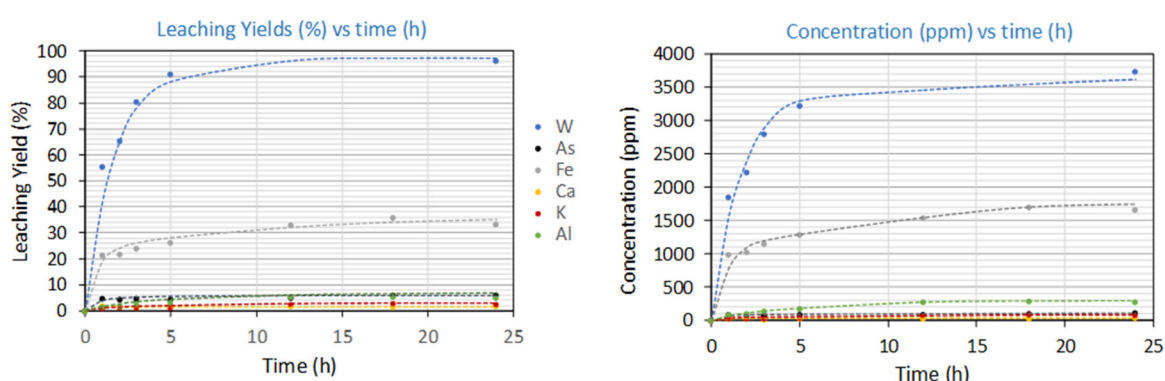 Leaching Yields (%) vs time (h)
100
90
80
70
60
50
40
30
20
10
0
Leaching Yield (%)
0 5 10 15 20 25
Time (h)
W
As
Fe
Ca
K
Al
Concentration (ppm) vs time (h)
4000
3500
3000
2500
2000
1500
1000
500
0
Concentration (ppm)
0 5 10 15 20 25
Time (h)